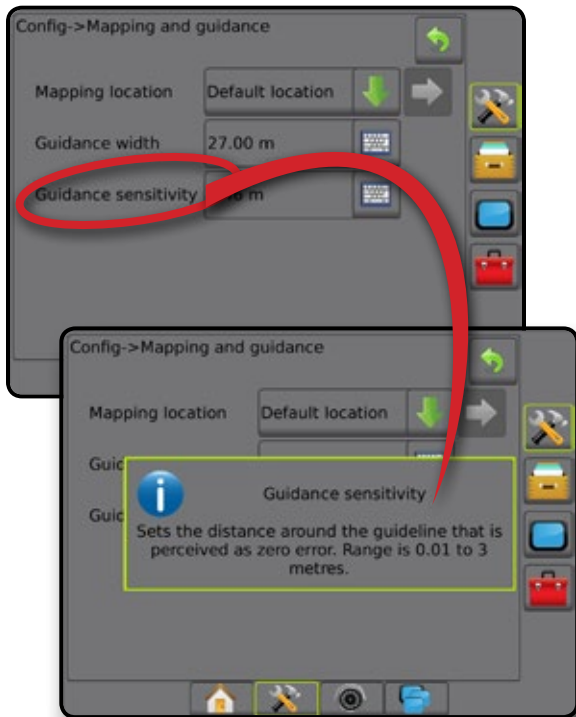 Config->Mapping and guidance
Mapping location Default location
Guidance width 27.00 m
Guidance sensitivity m
Config->Mapping and guidance
Mapping location Default location
Guid
Guid
Guidance sensitivity
Sets the distance around the guideline that is
perceived as zero error. Range is 0.01 to 3
metres.